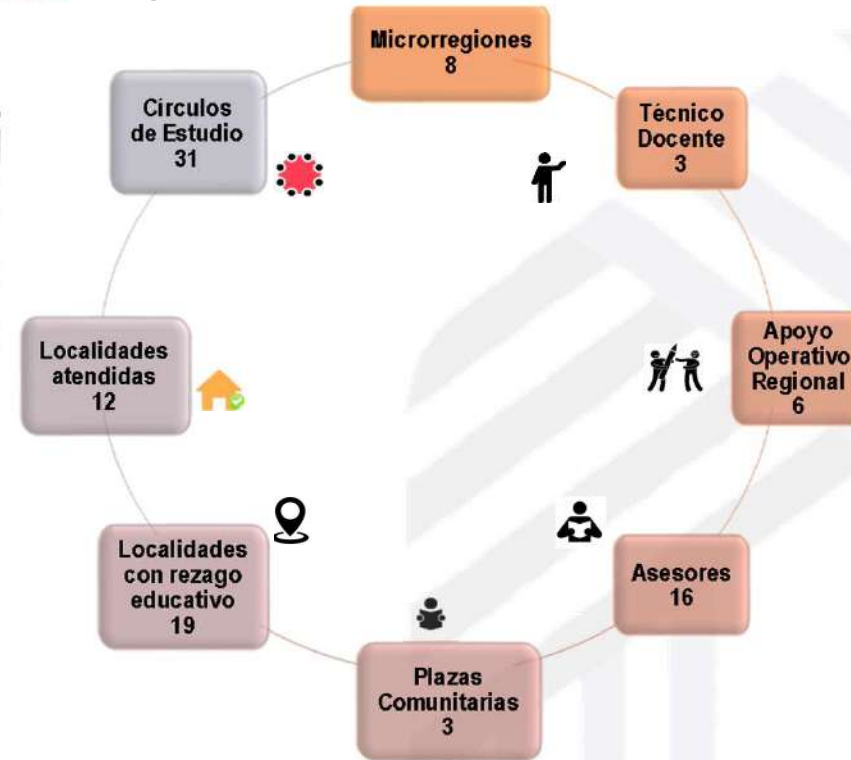 Microrregiones
8
Técnico
Docente
3
Apoyo
Operativo
Regional
6
Asesores
16
Plazas
Comunitarias
3
Localidades
con rezago
educativo
19
Localidades
atendidas
12
Círculos
de Estudio
31